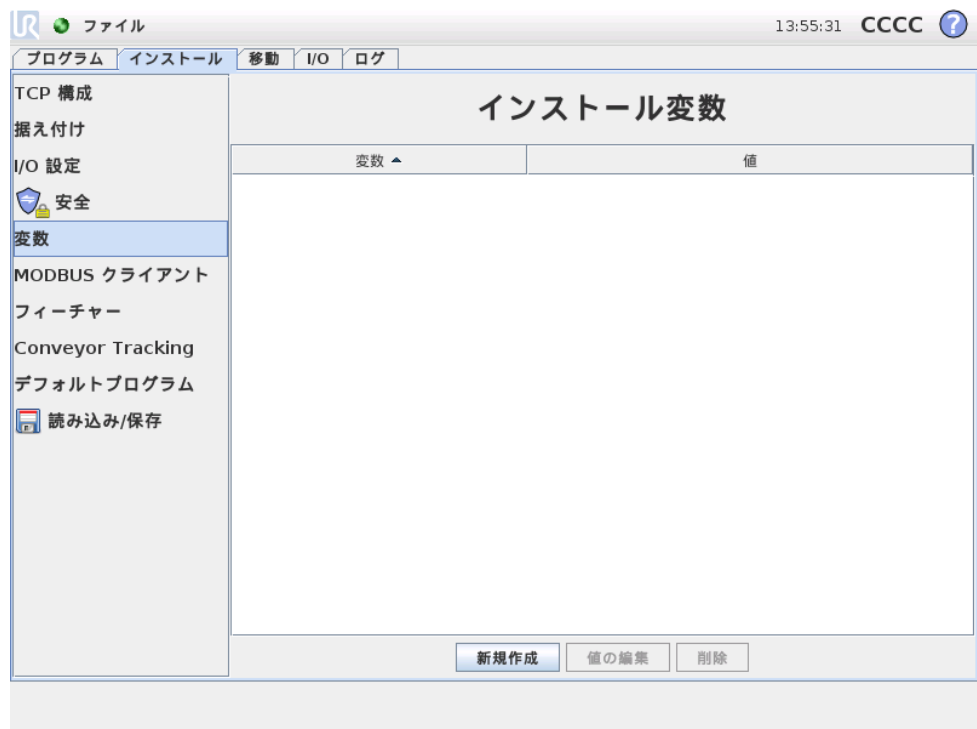 UR ファイル 13:55:31 CCCC ?
プログラム インストール 移動 I/O ログ
TCP 構成
据え付け
I/O 設定
安全
変数
MODBUS クライアント
フィーチャー
Conveyor Tracking
デフォルトプログラム
読み込み/保存
インストール変数
変数 値
新規作成 値の編集 削除